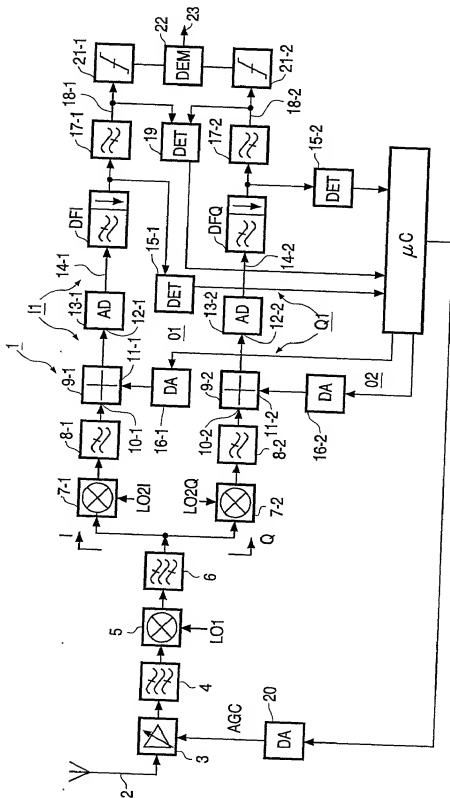 1
I1
Q1
O1
O2
I
Q
2
3
4
5
6
LO1
AGC
DA
20
7-1
LO2I
8-1
9-1
10-1
11-1
12-1
13-1
AD
14-1
DFI
15-1
DET
16-1
DA
17-1
18-1
19
DET
21-1
22
DEM
23
21-2
18-2
17-2
15-2
DET
DFQ
14-2
13-2
AD
12-2
11-2
10-2
9-2
16-2
DA
8-2
7-2
LO2Q
μC